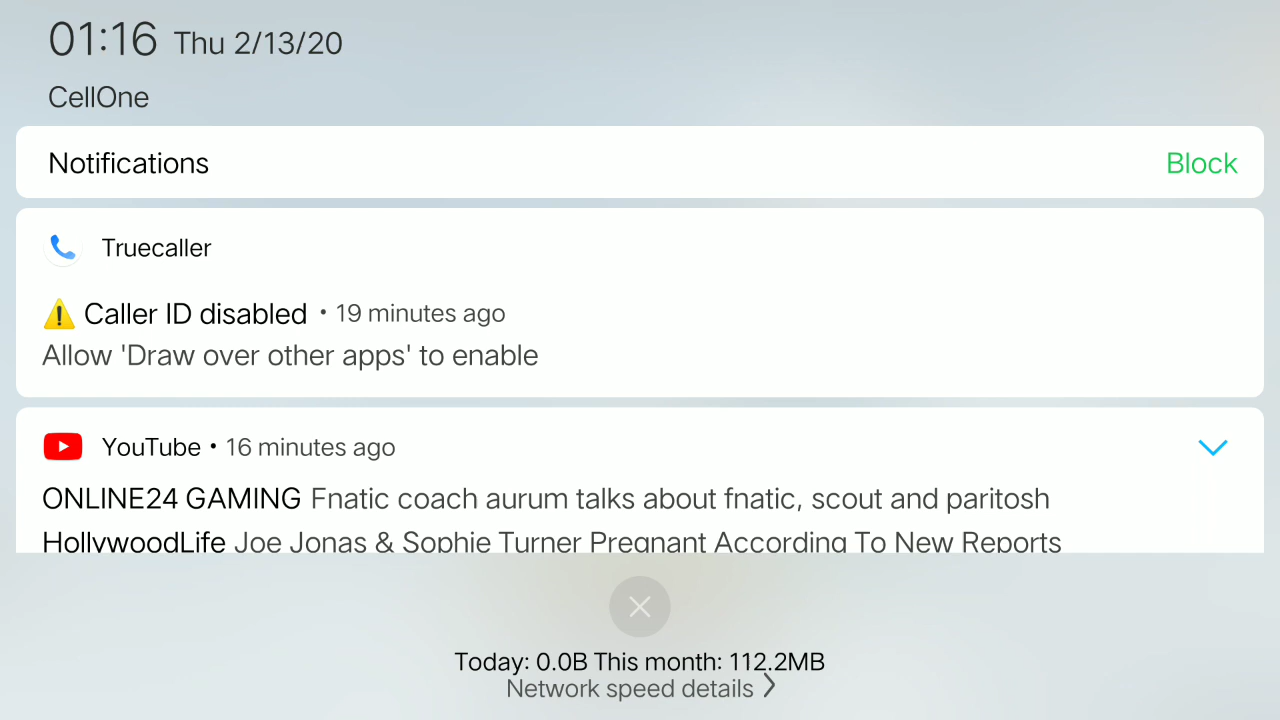 01:16 Thu 2/13/20
CellOne
Notifications Block
Truecaller
⚠️ Caller ID disabled • 19 minutes ago
Allow 'Draw over other apps' to enable
YouTube • 16 minutes ago
ONLINE24 GAMING Fnatic coach aurum talks about fnatic, scout and paritosh
HollywoodLife Joe Jonas & Sophie Turner Pregnant According To New Reports
Today: 0.0B This month: 112.2MB
Network speed details